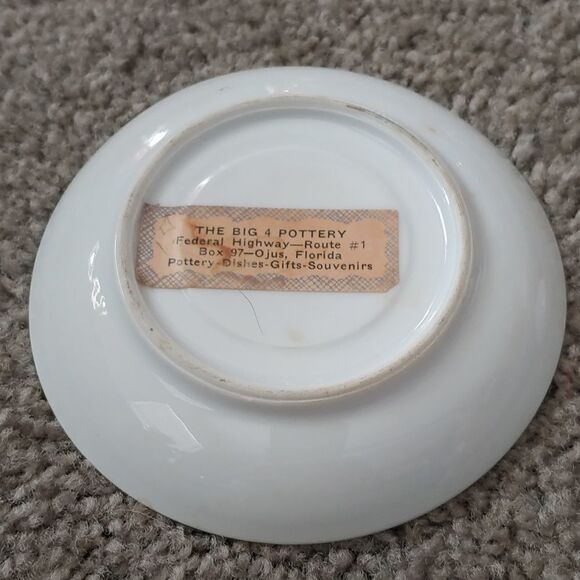 THE BIG 4 POTTERY
Federal Highway—Route #1
Box 97—Ojus, Florida
Pottery-Dishes-Gifts-Souvenirs